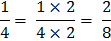 1/4 = (1 × 2)/(4 × 2) = 2/8